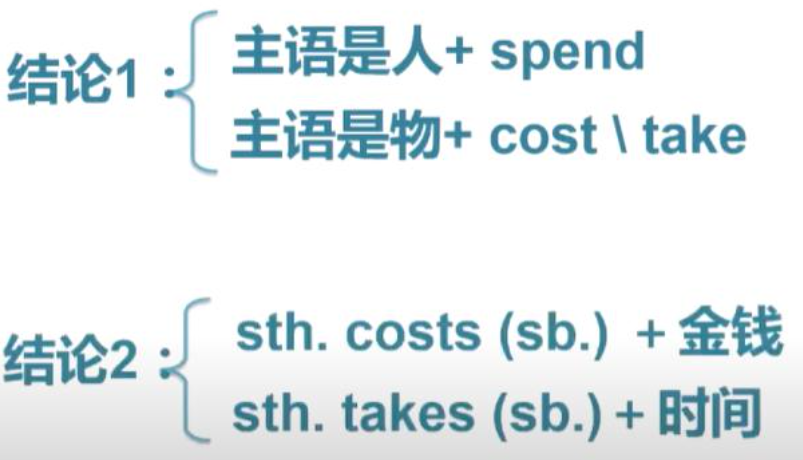 结论1：
主语是人+ spend
主语是物+ cost \ take
结论2：
sth. costs (sb.) + 金钱
sth. takes (sb.) + 时间